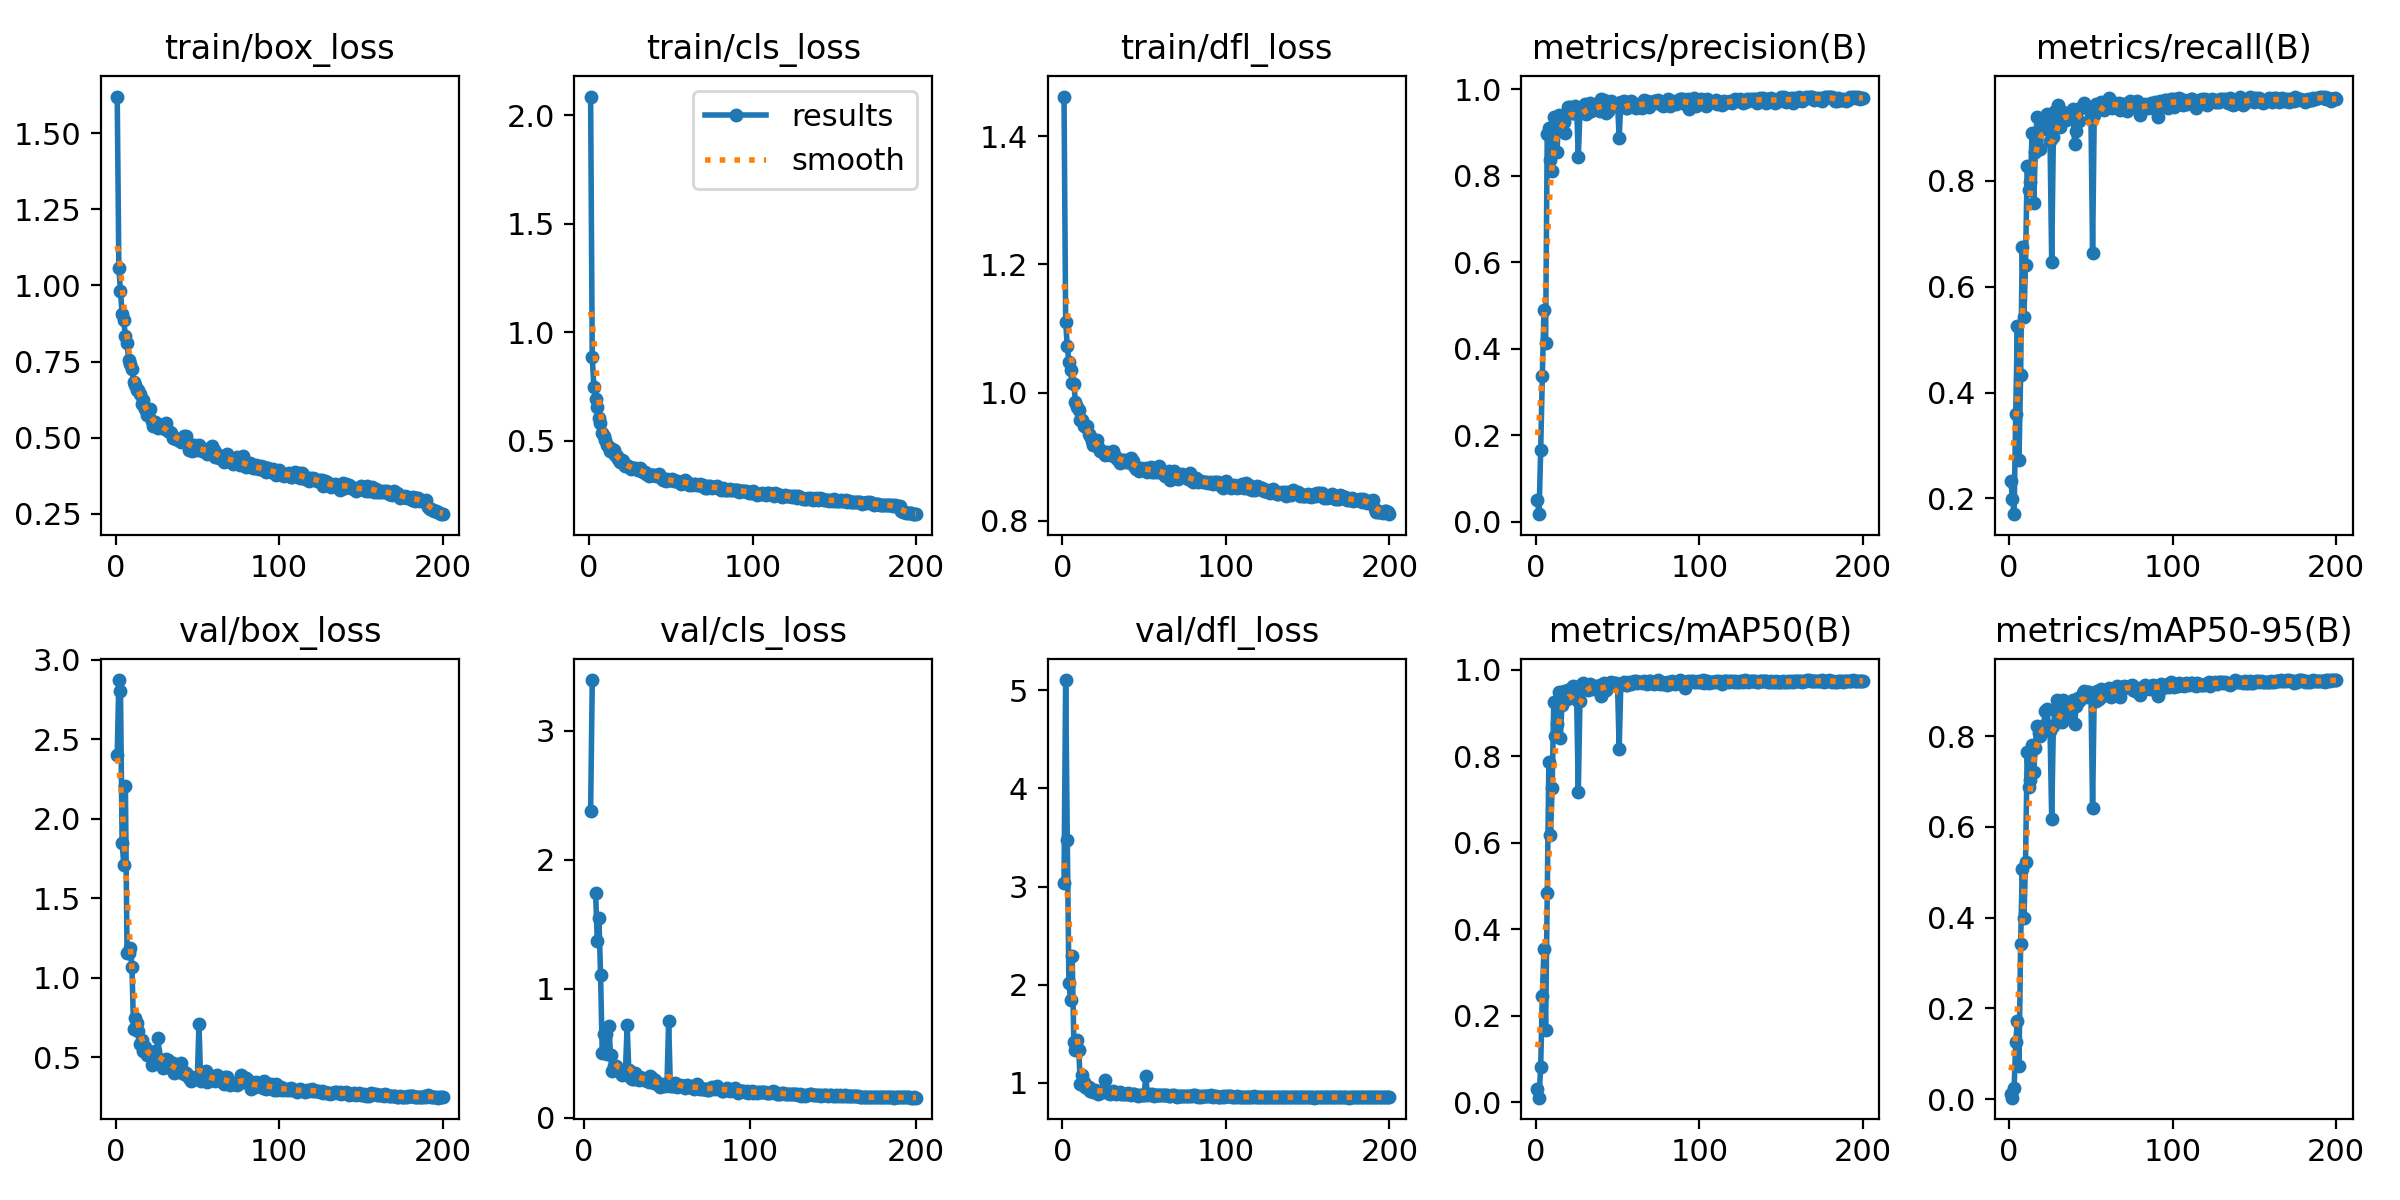 train/box_loss
1.50
1.25
1.00
0.75
0.50
0.25
0 100 200
train/cls_loss
results
smooth
2.0
1.5
1.0
0.5
0 100 200
train/dfl_loss
1.4
1.2
1.0
0.8
0 100 200
metrics/precision(B)
1.0
0.8
0.6
0.4
0.2
0.0
0 100 200
metrics/recall(B)
0.8
0.6
0.4
0.2
0 100 200
val/box_loss
3.0
2.5
2.0
1.5
1.0
0.5
0 100 200
val/cls_loss
3
2
1
0
0 100 200
val/dfl_loss
5
4
3
2
1
0 100 200
metrics/mAP50(B)
1.0
0.8
0.6
0.4
0.2
0.0
0 100 200
metrics/mAP50-95(B)
0.8
0.6
0.4
0.2
0.0
0 100 200